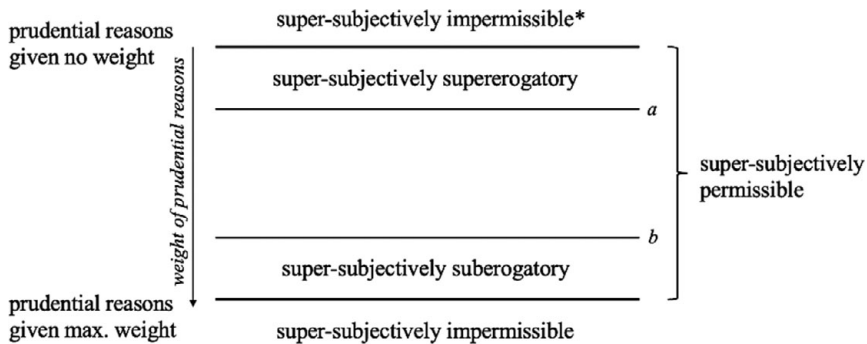 super-subjectively impermissible*
prudential reasons
given no weight
super-subjectively supererogatory
a
weight of prudential reasons
super-subjectively
permissible
b
super-subjectively suberogatory
prudential reasons
given max. weight
super-subjectively impermissible